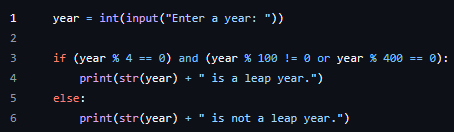 1 year = int(input("Enter a year: "))
2
3 if (year % 4 == 0) and (year % 100 != 0 or year % 400 == 0):
4     print(str(year) + " is a leap year.")
5 else:
6     print(str(year) + " is not a leap year.")